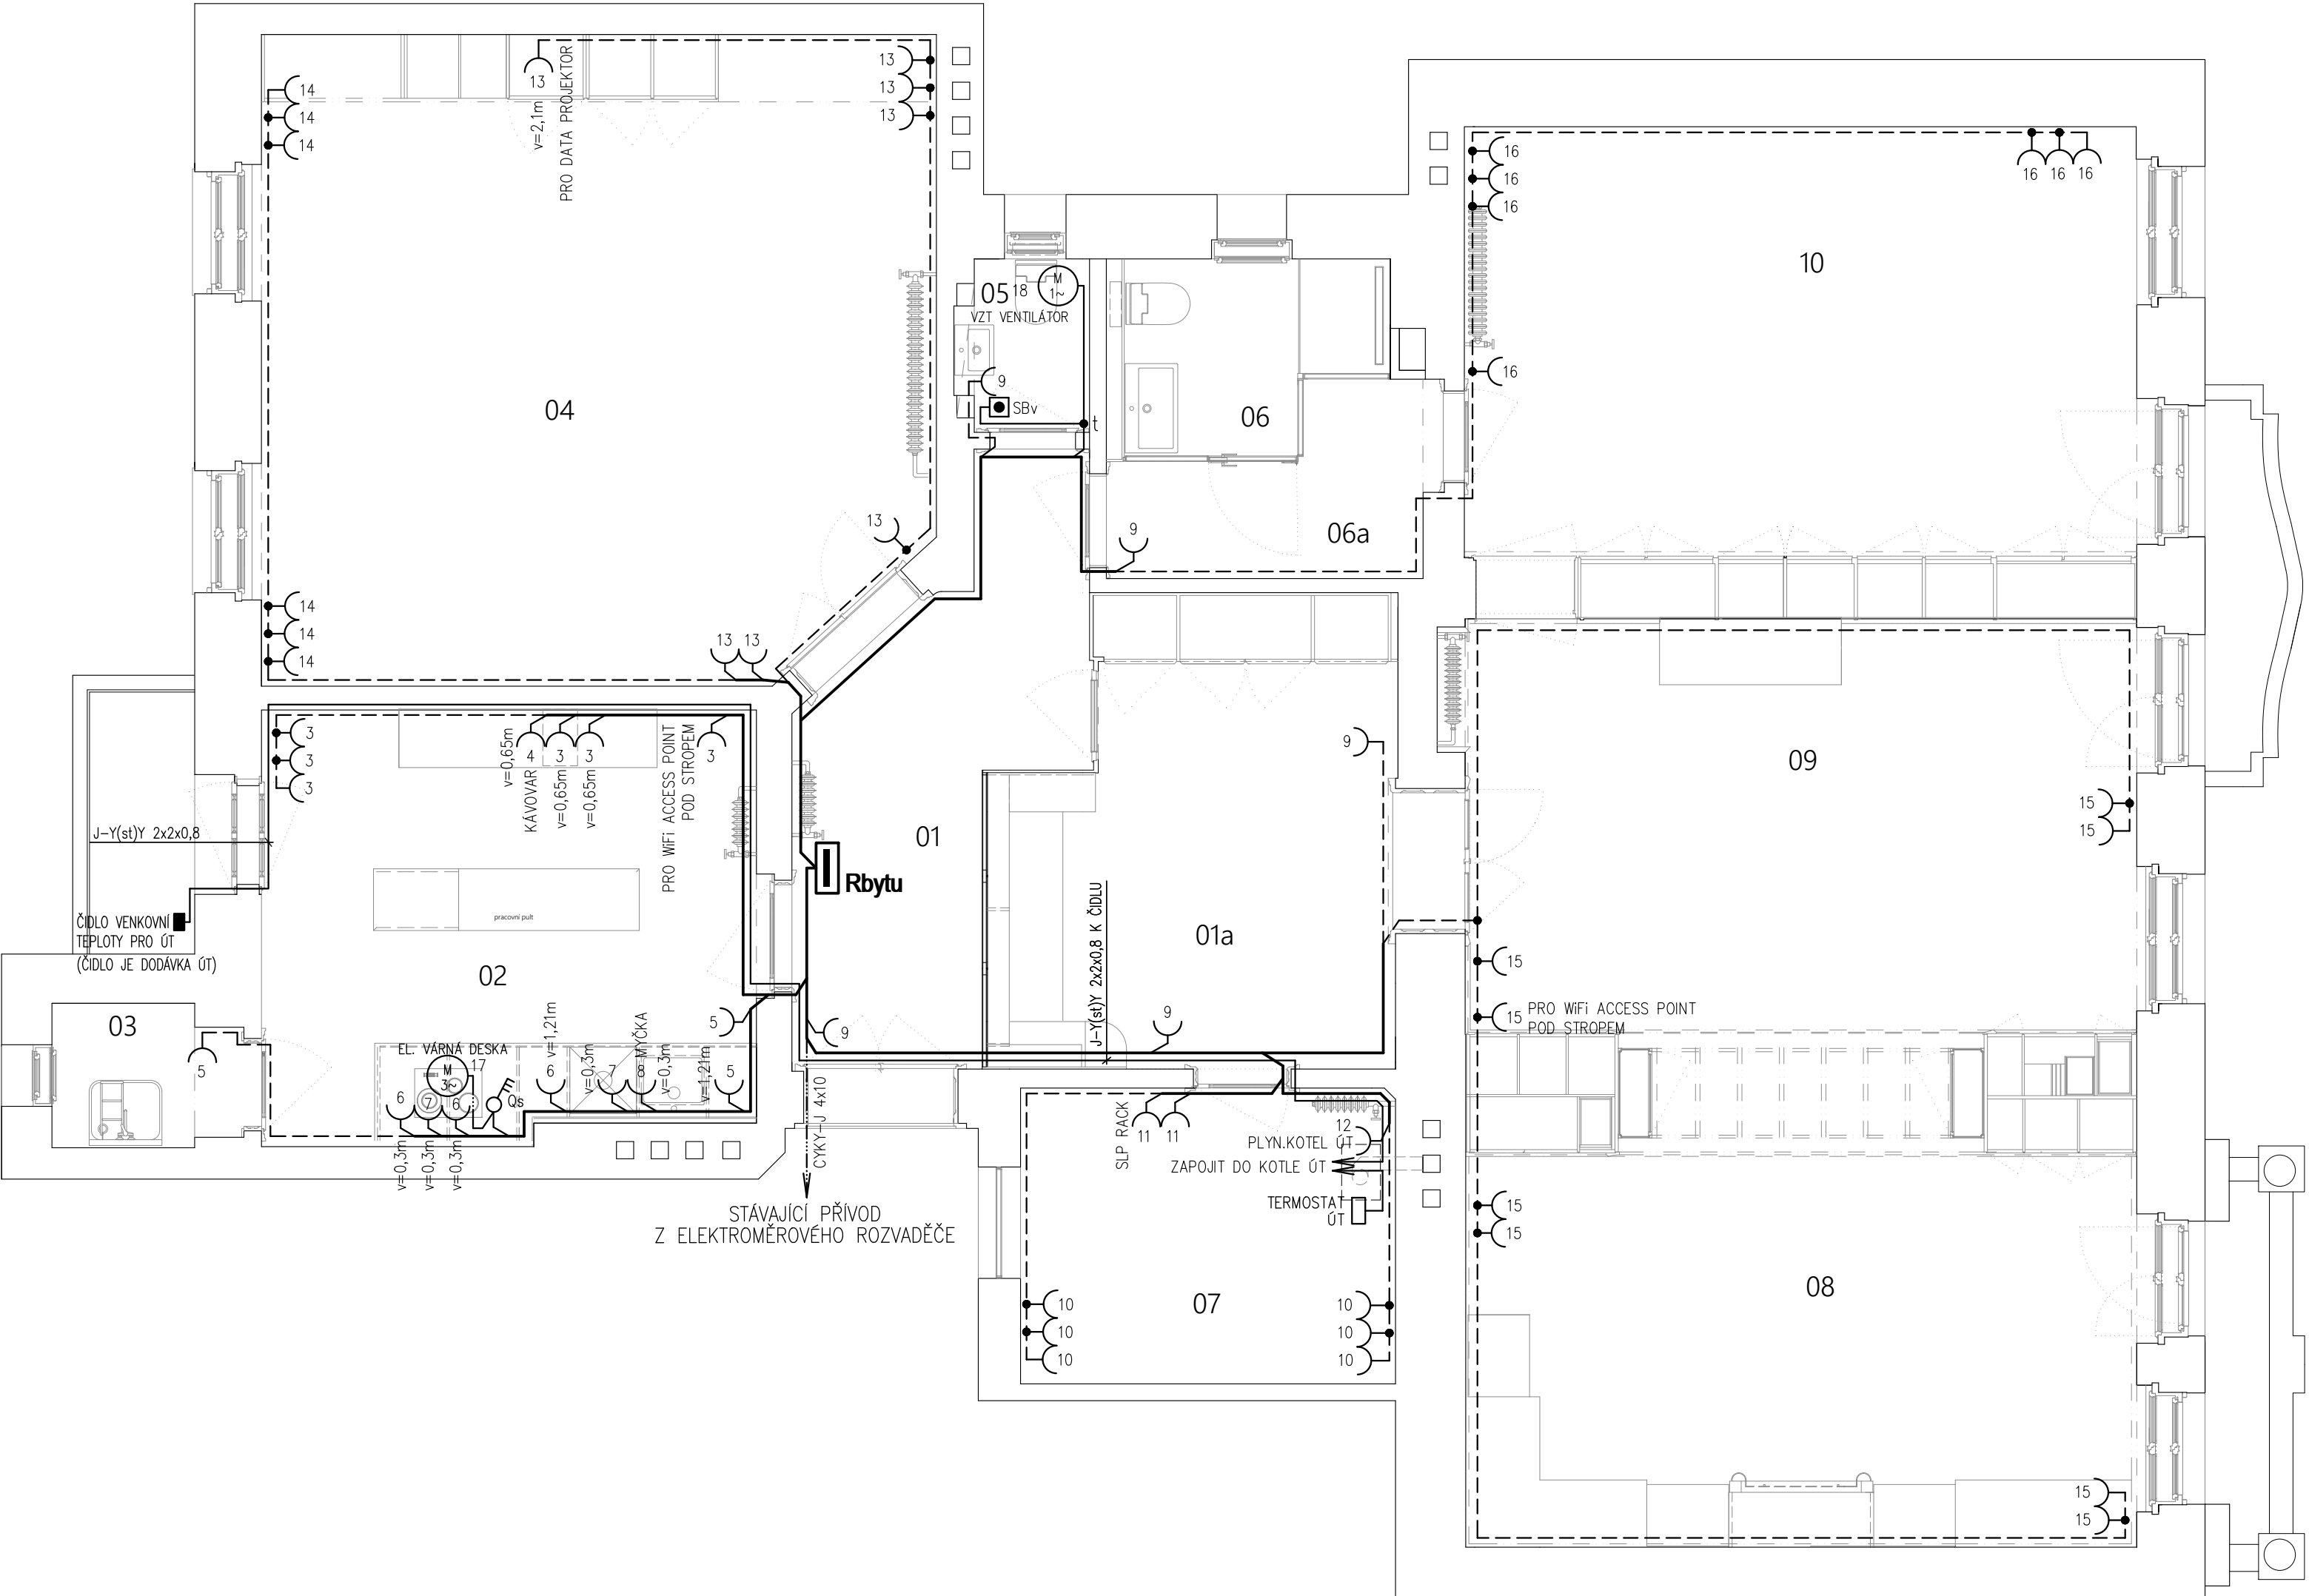 13
PRO DATA PROJEKTOR
v=2,1m
13
13
13
14
14
14
16
16
16
16
16
16
10
05
18
M
1~
VZT VENTILÁTOR
9
SBv
t
04
06
16
06a
9
13
14
14
14
13
13
3
3
3
v=0,65m
KÁVOVAR
4
3
3
v=0,65m
v=0,65m
PRO WiFi ACCESS POINT
POD STROPEM
3
9
09
15
15
01
J-Y(st)Y 2x2x0,8
Rbytu
pracovní pult
ČIDLO VENKOVNÍ
TEPLOTY PRO ÚT
(ČIDLO JE DODÁVKA ÚT)
01a
J-Y(st)Y 2x2x0,8 K ČIDLU
02
15
03
5
15
PRO WiFi ACCESS POINT
POD STROPEM
5
9
9
EL. VÁRNÁ DESKA
M
3~
17
Qs
v=1,21m
6
v=0,3m
7
MYČKA
8
v=0,3m
v=1,21m
5
6
7
6
v=0,3m
v=0,3m
v=0,3m
CYKY-J 4x10
SLP RACK
11
11
12
PLYN.KOTEL ÚT
ZAPOJIT DO KOTLE ÚT
TERMOSTAT
ÚT
STÁVAJÍCÍ PŘÍVOD
Z ELEKTROMĚROVÉHO ROZVADĚČE
15
15
08
07
10
10
10
10
10
10
15
15